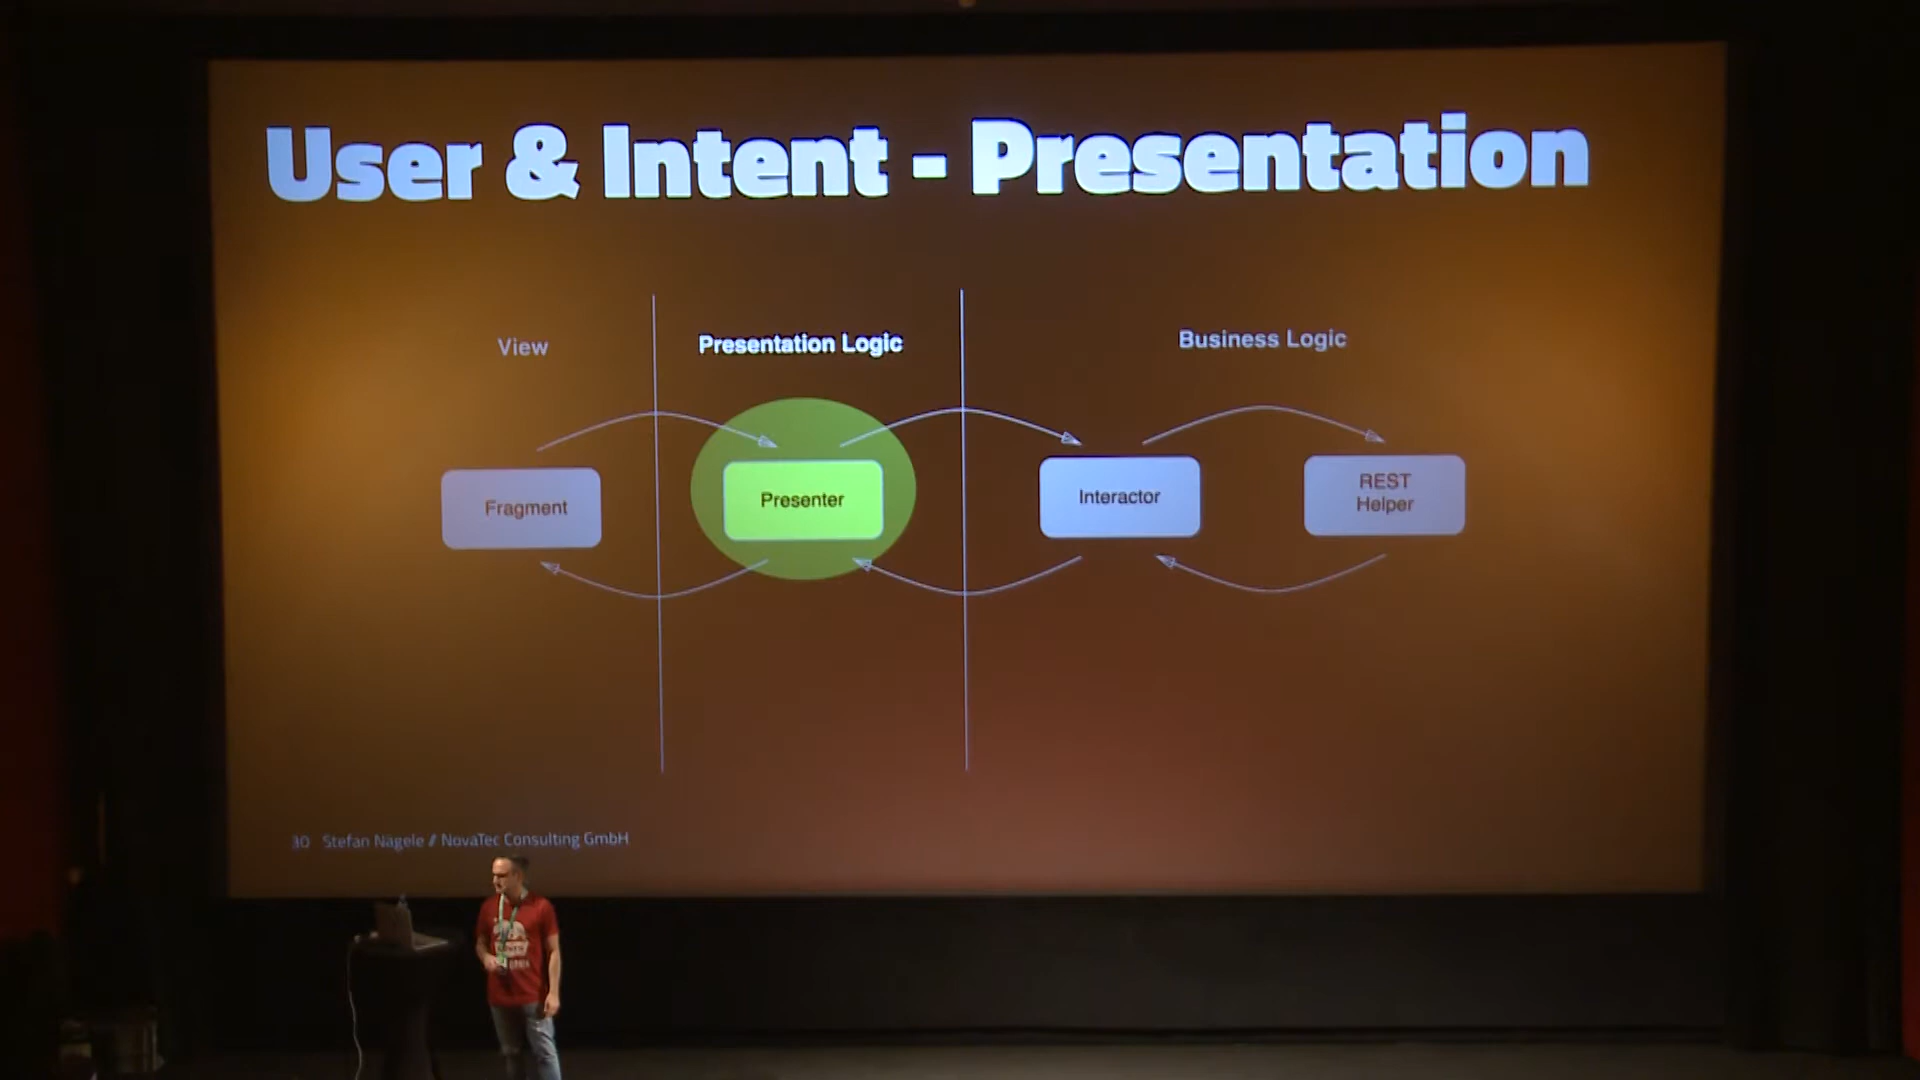 User & Intent - Presentation
View
Presentation Logic
Business Logic
Fragment
Presenter
Interactor
REST
Helper
30 Stefan Nägele // NovaTec Consulting GmbH